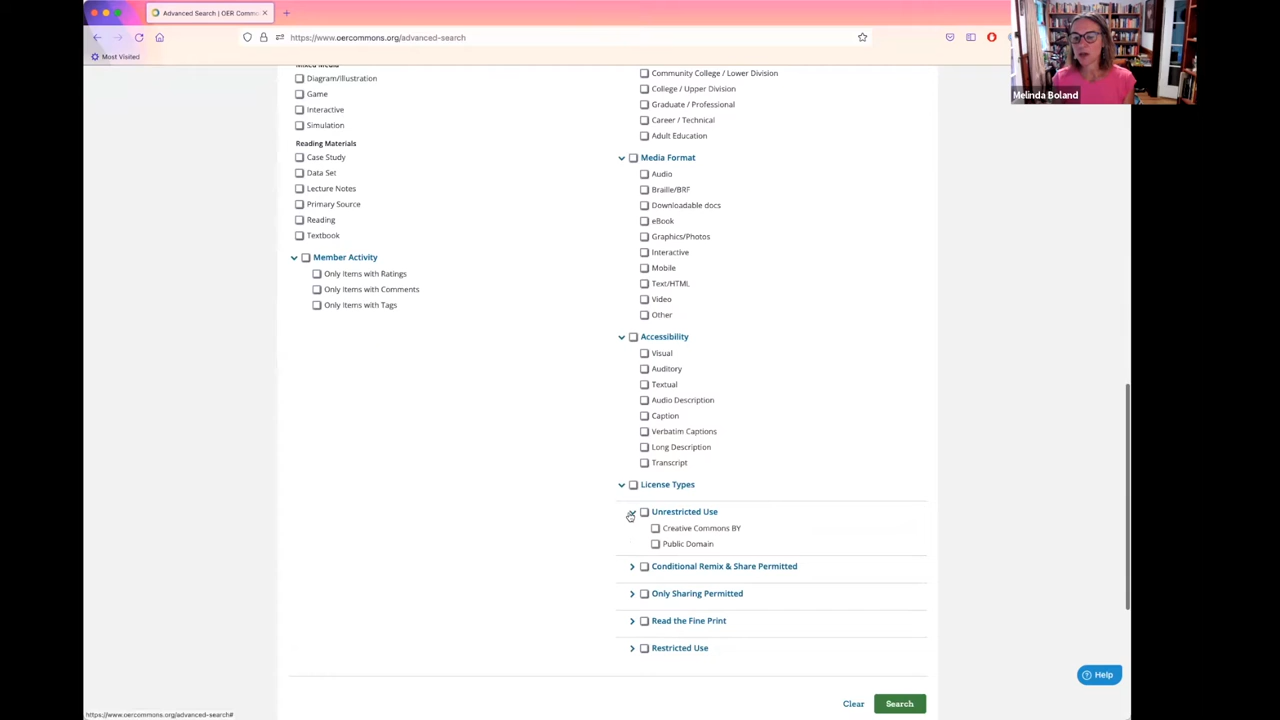 Advanced Search | OER Comm
https://www.oercommons.org/advanced-search
Most Visited
Melinda Boland
Mixed Media
Diagram/Illustration
Game
Interactive
Simulation
Reading Materials
Case Study
Data Set
Lecture Notes
Primary Source
Reading
Textbook
Member Activity
Only Items with Ratings
Only Items with Comments
Only Items with Tags
Community College / Lower Division
College / Upper Division
Graduate / Professional
Career / Technical
Adult Education
Media Format
Audio
Braille/BRF
Downloadable docs
eBook
Graphics/Photos
Interactive
Mobile
Text/HTML
Video
Other
Accessibility
Visual
Auditory
Textual
Audio Description
Caption
Verbatim Captions
Long Description
Transcript
License Types
Unrestricted Use
Creative Commons BY
Public Domain
Conditional Remix & Share Permitted
Only Sharing Permitted
Read the Fine Print
Restricted Use
Help
Clear
Search
https://www.oercommons.org/advanced-search#